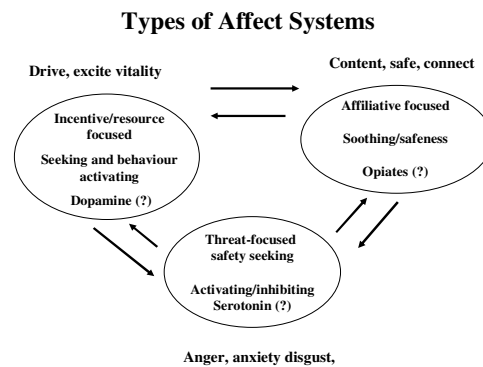 Types of Affect Systems
Drive, excite vitality
Content, safe, connect
Incentive/resource
focused
Seeking and behaviour
activating
Dopamine (?)
Affiliative focused
Soothing/safeness
Opiates (?)
Threat-focused
safety seeking
Activating/inhibiting
Serotonin (?)
Anger, anxiety disgust,